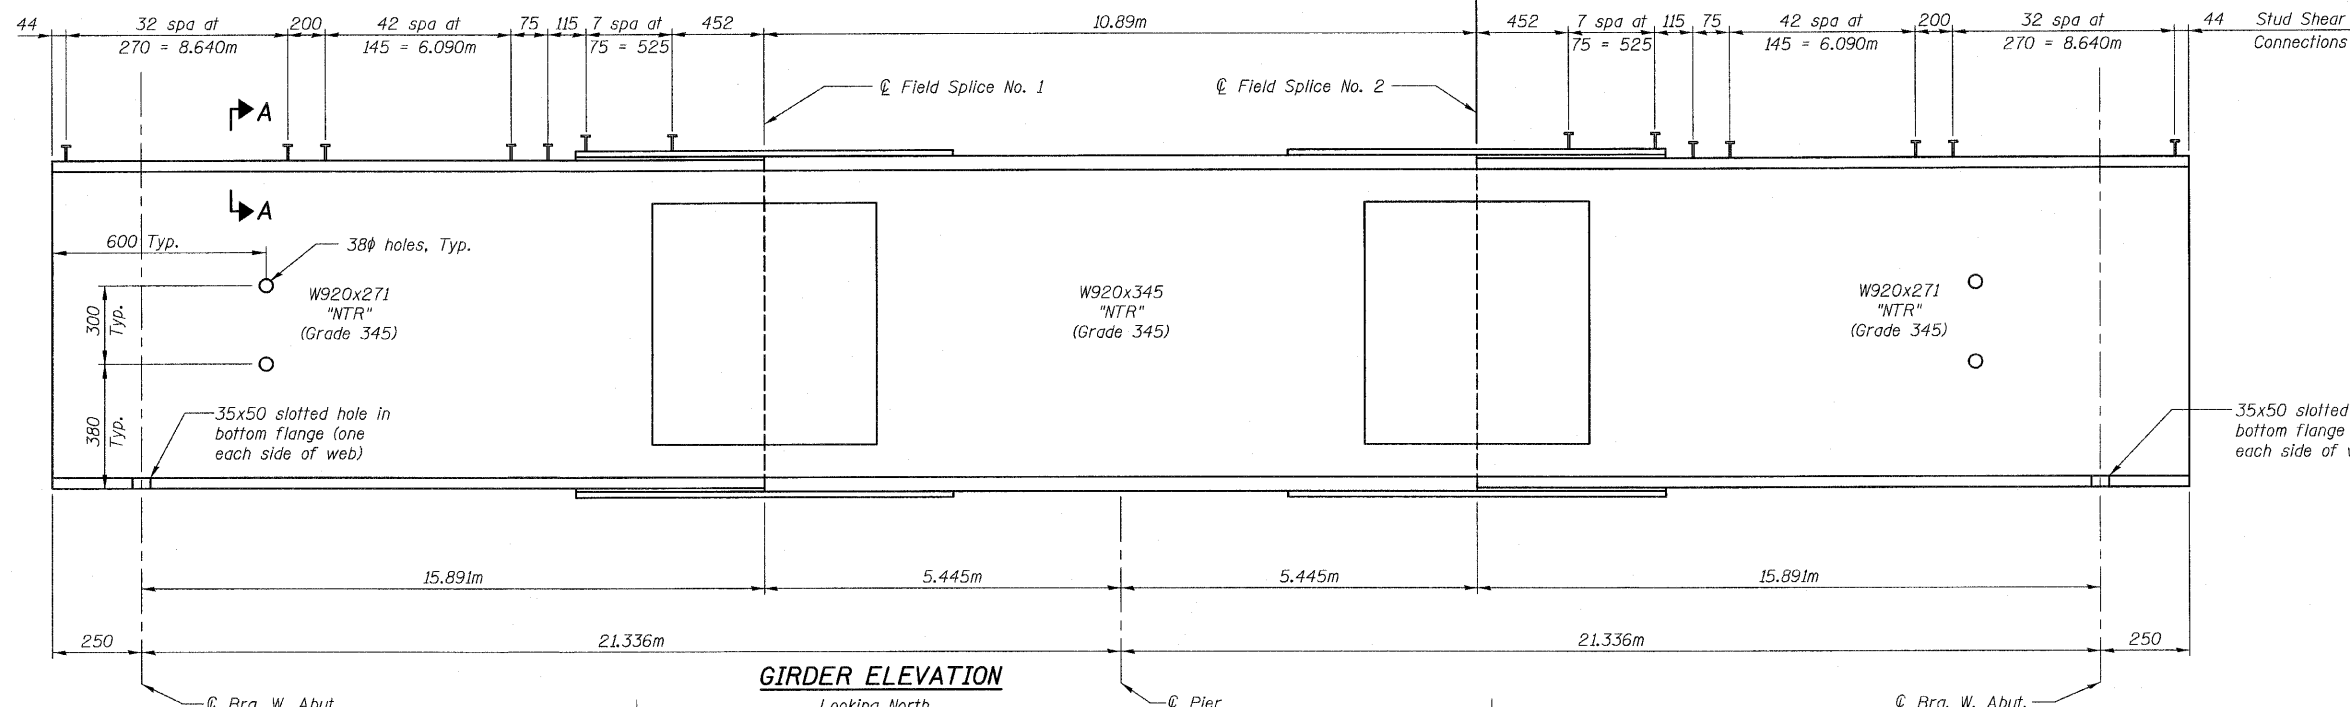 44
32 spa at
270 = 8.640m
200
42 spa at
145 = 6.090m
75
115
7 spa at
75 = 525
452
10.89m
452
7 spa at
75 = 525
115
75
42 spa at
145 = 6.090m
200
32 spa at
270 = 8.640m
44
Stud Shear
Connections
℄ Field Splice No. 1
℄ Field Splice No. 2
A
A
600 Typ.
38ϕ holes, Typ.
300
Typ.
380
Typ.
W920x271
"NTR"
(Grade 345)
W920x345
"NTR"
(Grade 345)
W920x271
"NTR"
(Grade 345)
35x50 slotted hole in
bottom flange (one
each side of web)
35x50 slotted
bottom flange
each side of
15.891m
5.445m
5.445m
15.891m
250
21.336m
21.336m
250
GIRDER ELEVATION
Looking North
℄ Brg. W. Abut.
℄ Pier
℄ Brg. W. Abut.